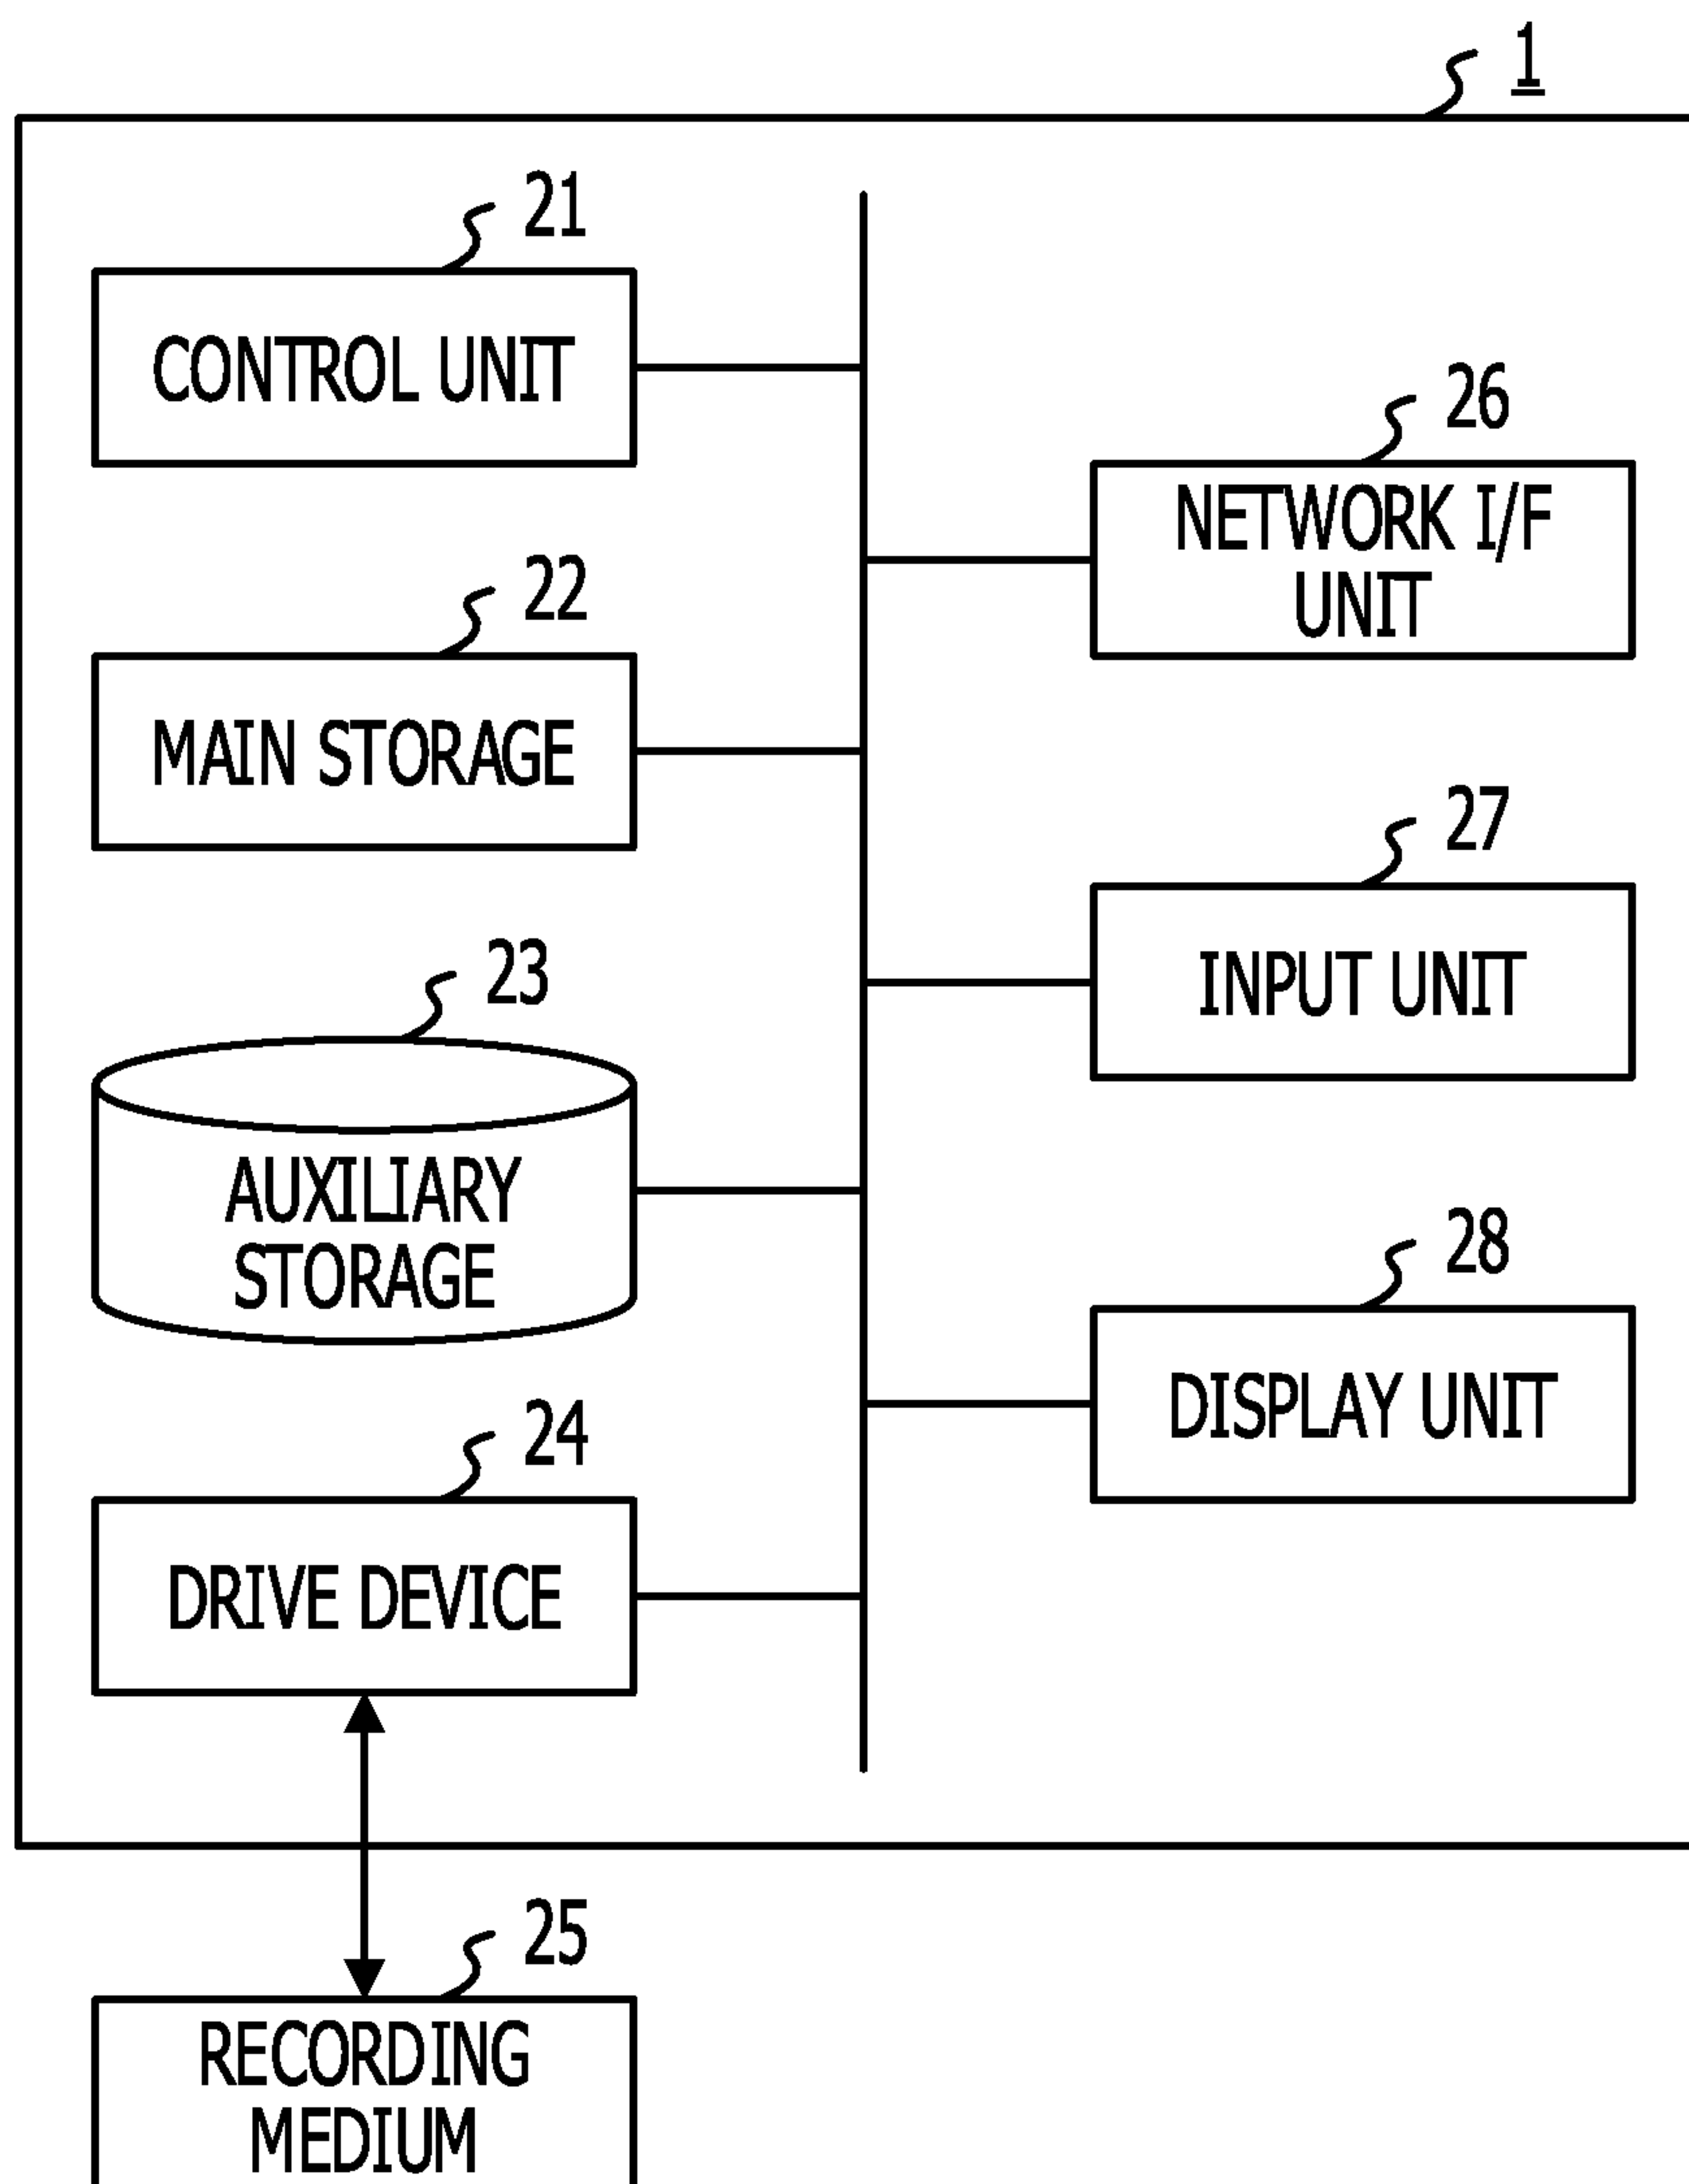 1
21
CONTROL UNIT
26
NETWORK I/F
UNIT
22
MAIN STORAGE
27
INPUT UNIT
23
AUXILIARY
STORAGE
28
DISPLAY UNIT
24
DRIVE DEVICE
25
RECORDING
MEDIUM